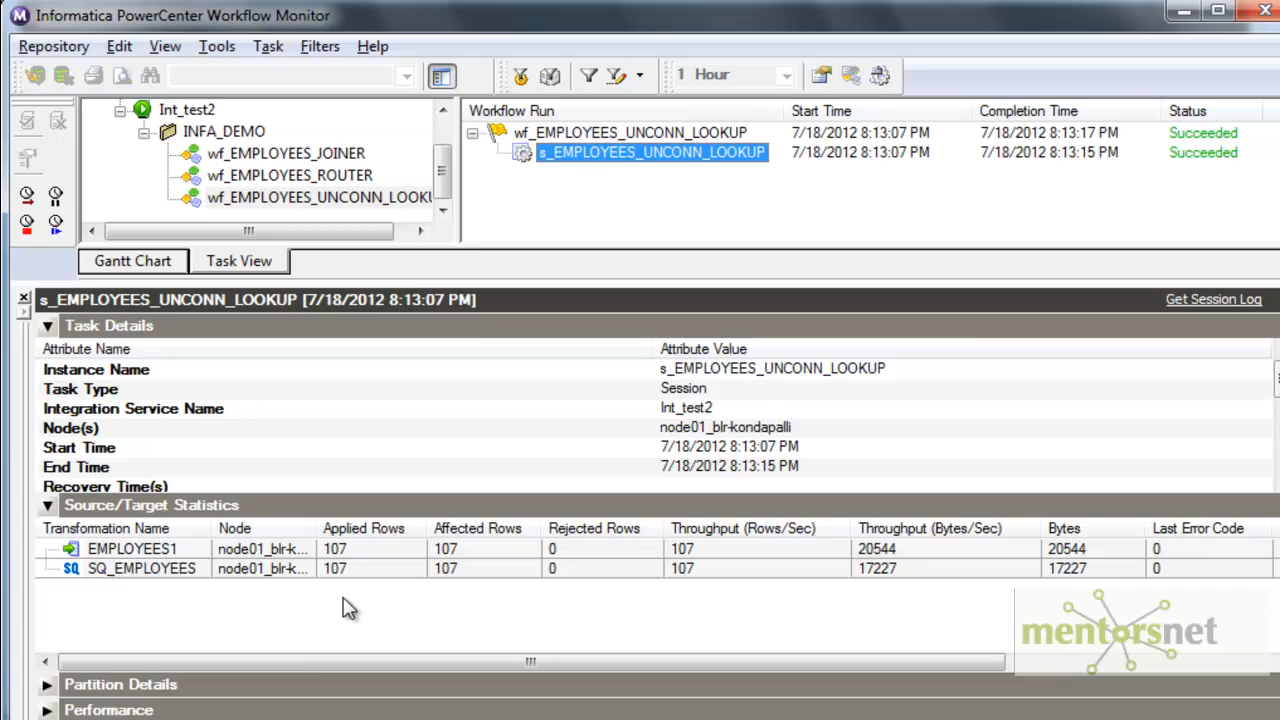 Informatica PowerCenter Workflow Monitor
Repository Edit View Tools Task Filters Help
1 Hour
Int_test2
INFA_DEMO
wf_EMPLOYEES_JOINER
wf_EMPLOYEES_ROUTER
wf_EMPLOYEES_UNCONN_LOOKU
Workflow Run Start Time Completion Time Status
wf_EMPLOYEES_UNCONN_LOOKUP 7/18/2012 8:13:07 PM 7/18/2012 8:13:17 PM Succeeded
s_EMPLOYEES_UNCONN_LOOKUP 7/18/2012 8:13:07 PM 7/18/2012 8:13:15 PM Succeeded
Gantt Chart Task View
s_EMPLOYEES_UNCONN_LOOKUP [7/18/2012 8:13:07 PM] Get Session Log
Task Details
Attribute Name Attribute Value
Instance Name s_EMPLOYEES_UNCONN_LOOKUP
Task Type Session
Integration Service Name Int_test2
Node(s) node01_blr-kondapalli
Start Time 7/18/2012 8:13:07 PM
End Time 7/18/2012 8:13:15 PM
Recovery Time(s)
Source/Target Statistics
Transformation Name Node Applied Rows Affected Rows Rejected Rows Throughput (Rows/Sec) Throughput (Bytes/Sec) Bytes Last Error Code
EMPLOYEES1 node01_blr-k... 107 107 0 107 20544 20544 0
SQ SQ_EMPLOYEES node01_blr-k... 107 107 0 107 17227 17227 0
mentorsnet
Partition Details
Performance